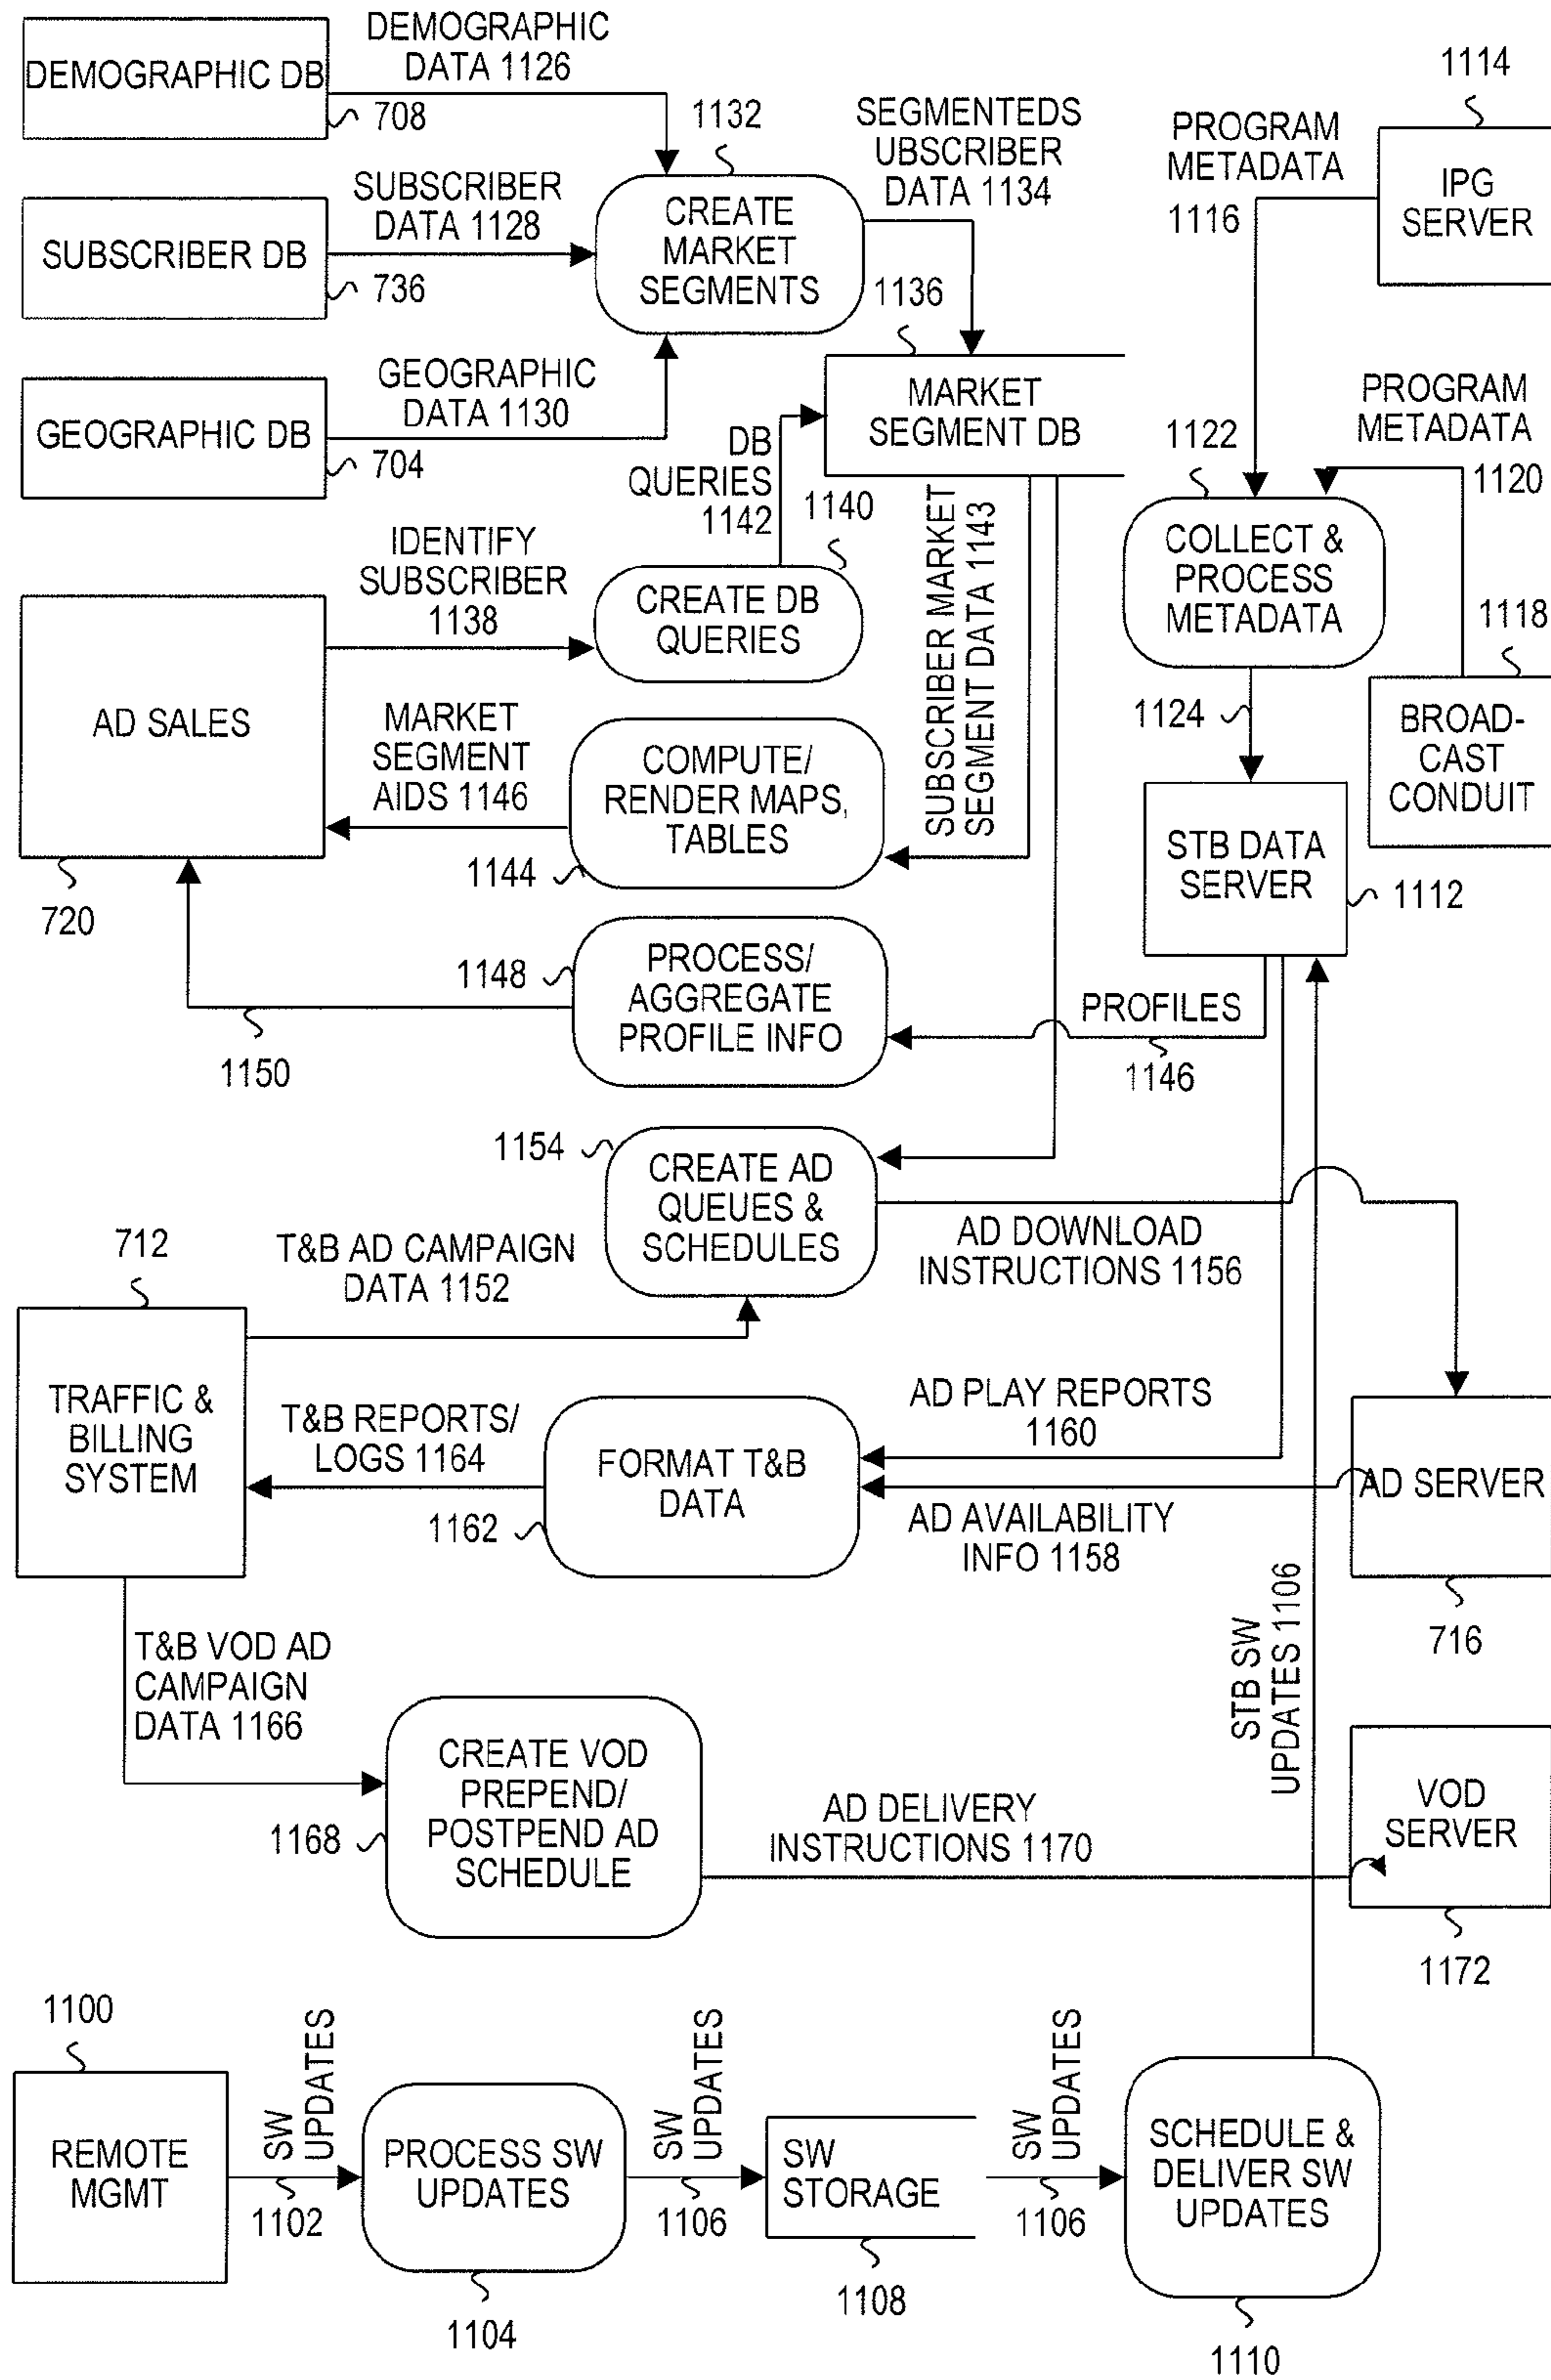 DEMOGRAPHIC DB
708
DEMOGRAPHIC
DATA 1126
SUBSCRIBER DB
736
SUBSCRIBER
DATA 1128
GEOGRAPHIC DB
704
GEOGRAPHIC
DATA 1130
1132
CREATE
MARKET
SEGMENTS
SEGMENTEDS
UBSCRIBER
DATA 1134
1136
MARKET
SEGMENT DB
1114
IPG
SERVER
PROGRAM
METADATA
1116
PROGRAM
METADATA
1120
1122
COLLECT &
PROCESS
METADATA
1118
BROAD-
CAST
CONDUIT
1124
STB DATA
SERVER
1112
DB
QUERIES
1142
1140
CREATE DB
QUERIES
IDENTIFY
SUBSCRIBER
1138
AD SALES
720
MARKET
SEGMENT
AIDS 1146
COMPUTE/
RENDER MAPS,
TABLES
1144
SUBSCRIBER MARKET
SEGMENT DATA 1143
1148
PROCESS/
AGGREGATE
PROFILE INFO
1150
PROFILES
1146
1154
CREATE AD
QUEUES &
SCHEDULES
AD DOWNLOAD
INSTRUCTIONS 1156
712
T&B AD CAMPAIGN
DATA 1152
TRAFFIC &
BILLING
SYSTEM
T&B REPORTS/
LOGS 1164
FORMAT T&B
DATA
1162
AD PLAY REPORTS
1160
AD AVAILABILITY
INFO 1158
AD SERVER
716
T&B VOD AD
CAMPAIGN
DATA 1166
CREATE VOD
PREPEND/
POSTPEND AD
SCHEDULE
1168
AD DELIVERY
INSTRUCTIONS 1170
STB SW
UPDATES 1106
VOD
SERVER
1172
1100
REMOTE
MGMT
SW
UPDATES
1102
PROCESS SW
UPDATES
1104
SW
UPDATES
1106
SW
STORAGE
1108
SW
UPDATES
1106
SCHEDULE &
DELIVER SW
UPDATES
1110